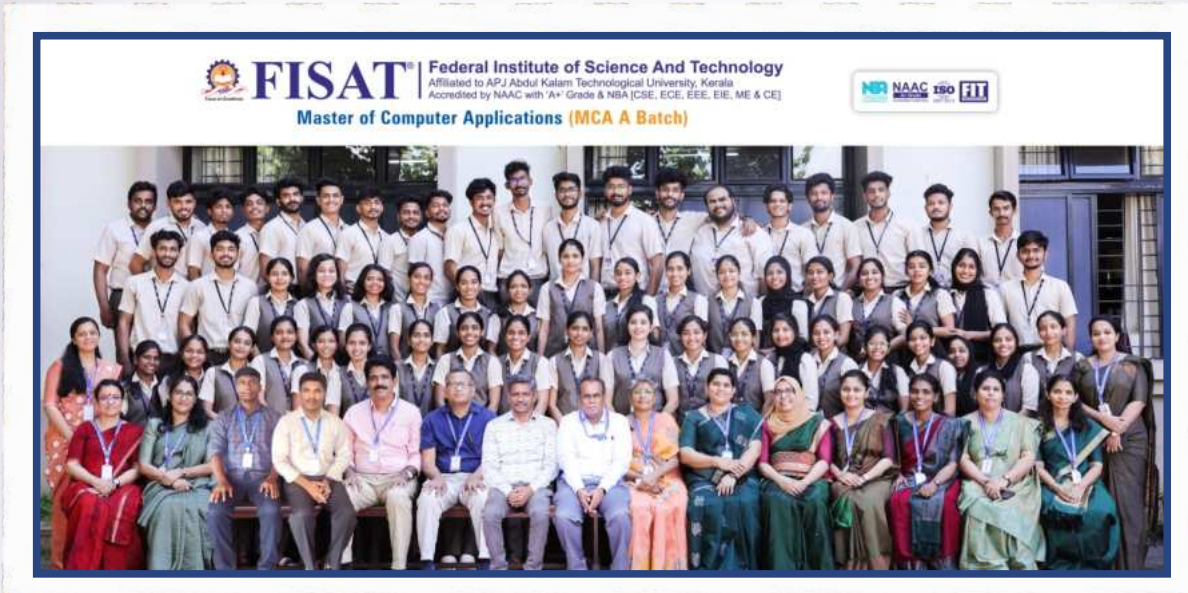 FISAT®
Federal Institute of Science And Technology
Affiliated to APJ Abdul Kalam Technological University, Kerala
Accredited by NAAC with 'A+' Grade & NBA [CSE, ECE, EEE, EIE, ME & CE]
Master of Computer Applications (MCA A Batch)
NBA
NAAC
ISO
FIT